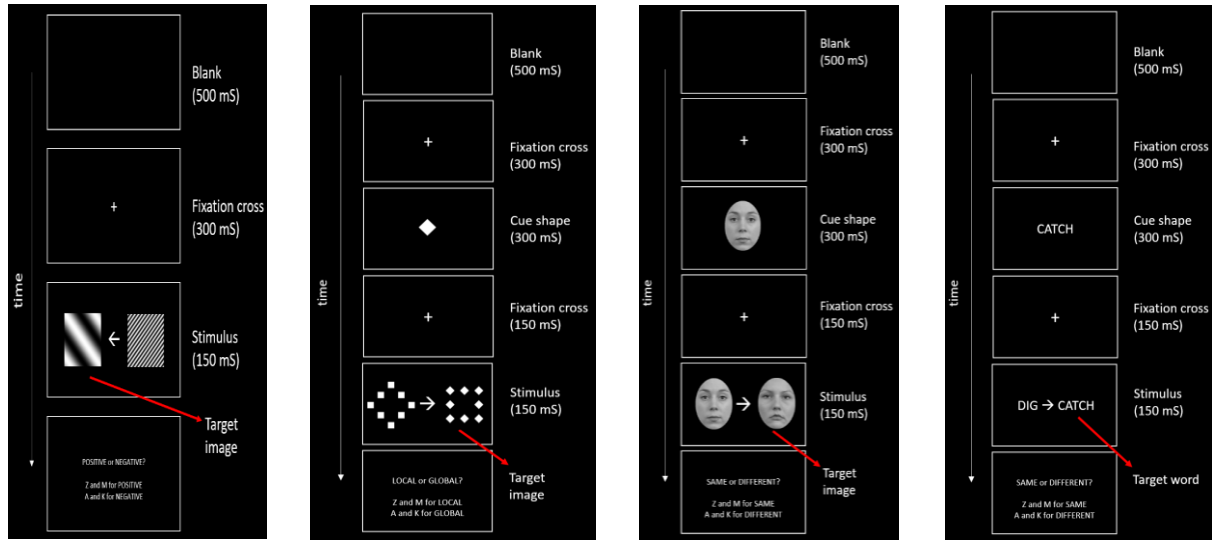 Blank
(500 mS)
Fixation cross
(300 mS)
time
Stimulus
(150 mS)
Target
image
POSITIVE or NEGATIVE?
Z and M for POSITIVE
A and K for NEGATIVE
Blank
(500 mS)
Fixation cross
(300 mS)
Cue shape
(300 mS)
time
Fixation cross
(150 mS)
Stimulus
(150 mS)
Target
image
LOCAL or GLOBAL?
Z and M for LOCAL
A and K for GLOBAL
Blank
(500 mS)
Fixation cross
(300 mS)
Cue shape
(300 mS)
time
Fixation cross
(150 mS)
Stimulus
(150 mS)
Target
image
SAME or DIFFERENT?
Z and M for SAME
A and K for DIFFERENT
Blank
(500 mS)
Fixation cross
(300 mS)
CATCH
Cue shape
(300 mS)
time
Fixation cross
(150 mS)
DIG → CATCH
Stimulus
(150 mS)
Target word
SAME or DIFFERENT?
Z and M for SAME
A and K for DIFFERENT